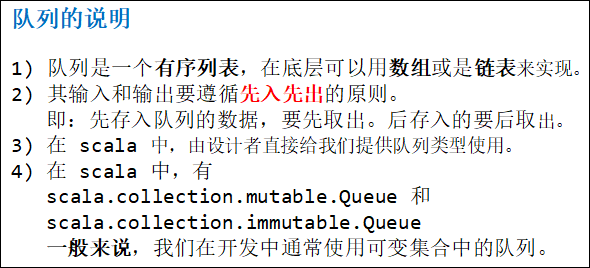 队列的说明
1) 队列是一个有序列表，在底层可以用数组或是链表来实现。
2) 其输入和输出要遵循先入先出的原则。
即：先存入队列的数据，要先取出。后存入的要后取出。
3) 在 scala 中，由设计者直接给我们提供队列类型使用。
4) 在 scala 中，有
scala.collection.mutable.Queue 和
scala.collection.immutable.Queue
一般来说，我们在开发中通常使用可变集合中的队列。